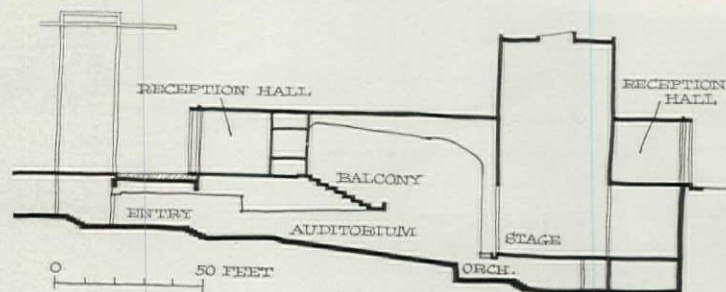 RECEPTION HALL
RECEPTION
HALL
BALCONY
ENTRY
AUDITORIUM
STAGE
ORCH.
0 50 FEET